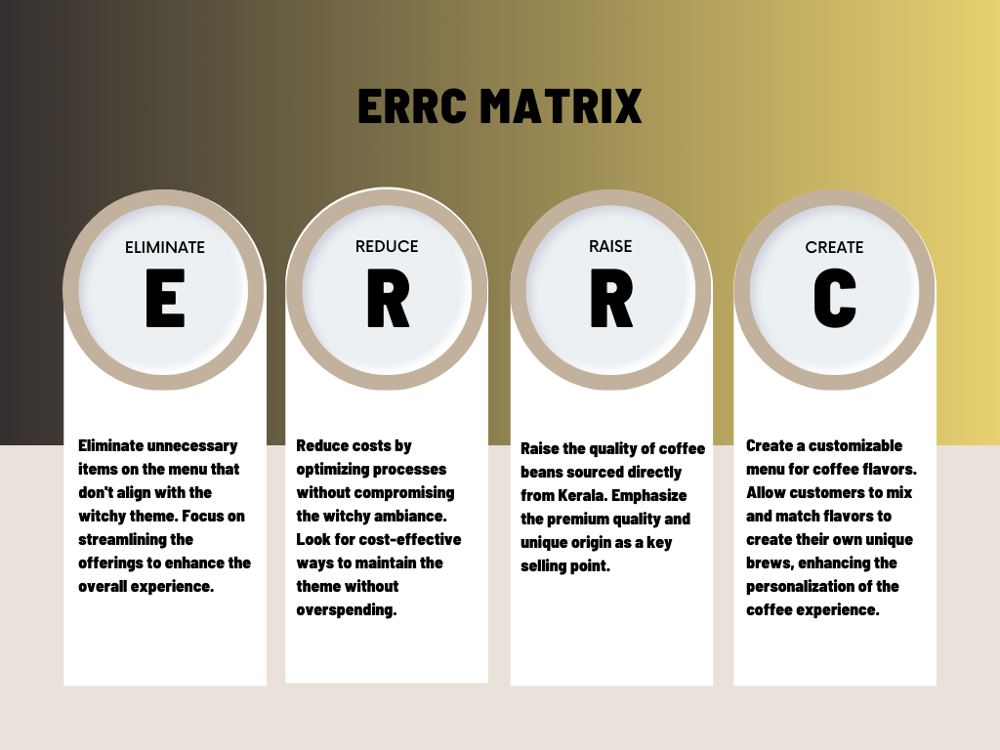 ERRC MATRIX
ELIMINATE
E
Eliminate unnecessary
items on the menu that
don't align with the
witchy theme. Focus on
streamlining the
offerings to enhance the
overall experience.
REDUCE
R
Reduce costs by
optimizing processes
without compromising
the witchy ambiance.
Look for cost-effective
ways to maintain the
theme without
overspending.
RAISE
R
Raise the quality of coffee
beans sourced directly
from Kerala. Emphasize
the premium quality and
unique origin as a key
selling point.
CREATE
C
Create a customizable
menu for coffee flavors.
Allow customers to mix
and match flavors to
create their own unique
brews, enhancing the
personalization of the
coffee experience.